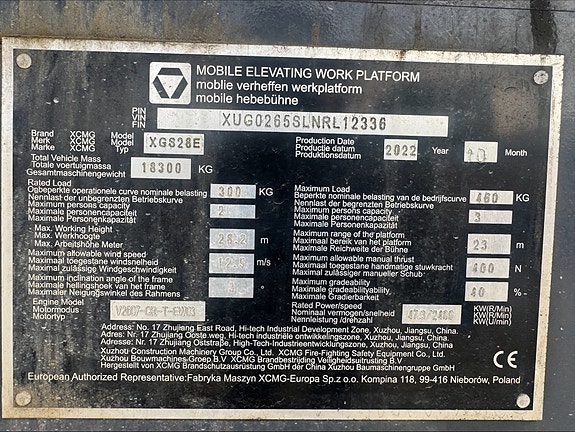 MOBILE ELEVATING WORK PLATFORM
moblie verheffen werkplatform
mobile hebebühne
PIN
VIN
FIN
XUG0265SLNRL12336
Brand XCMG Model
Merk XCMG Model
Marke XCMG Typ
XGS28E
Production Date
Productie datum
Produktionsdatum
2022 Year
10 Month
Total Vehicle Mass
Totale voertuigmassa
Gesamtmaschinengewicht
18300 KG
Rated Load
Ogbeperkte operationele curve nominale belasting
Nennlast der unbegrenzten Betriebskurve
300 KG
Maximum persons capacity
Maximale personencapaciteit
Maximale Personenkapazität
2
Max. Working Height
Max. Werkhoogte
Max. Arbeitshöhe Meter
m
Maximum allowable wind speed
Maximaal toegestane windsnelheid
Maximal zulässige Windgeschwindigkeit
12.5 m/s
Maximum inclination angle of the frame
Maximale hellingshoek van het frame
Maximaler Neigungswinkel des Rahmens
°
Engine Model
Motormodus
Motortyp
Maximum Load
Beperkte nominale belasting van de bedrijfscurve
Nennlast der begrenzten Betriebskurve
460 KG
Maximum persons capacity
Maximale personencapaciteit
Maximale Personenkapazität
3
Maximum range of the platform
Maximaal bereik van het platform
Maximale Reichweite der Bühne
23 m
Maximum allowable manual thrust
Maximaal toegestane handmatige stuwkracht
Maximal zulässiger manueller Schub
400 N
Maximum gradeability
Maximale gradeabilitability
Maximale Gradierbarkeit
40 %
Rated Power/speed
Nominaal vermogen/snelheid
Nennleistung /drehzahl
KW(R/Min)
KW(R/Min)
KW(U/min)
Address: No. 17 Zhujiang East Road, Hi-tech Industrial Development Zone, Xuzhou, Jiangsu, China.
Adres: Nr. 17 Zhujiang Ooste weg, Hi-tech industriële ontwikkelingszone, Xuzhou, Jiangsu, China.
Adresse: Nr. 17 Zhujiang Oststraße, High-Tech-Industrieentwicklungszone, Xuzhou, Jiangsu, China.
Xuzhou Construction Machinery Group Co., Ltd. XCMG Fire-Fighting Safety Equipment Co., Ltd.
Xuzhou Bouwmachines-Groep B.V XCMG Brandbestrijding Veiligheidsuitrusting B.V
Hergestellt von XCMG Brandschutzausrüstung GmbH der China Xuzhou Baumaschinengruppe GmbH
CE
European Authorized Representative:Fabryka Maszyn XCMG-Europa Sp.z o.o. Kompina 118, 99-416 Nieborów, Poland